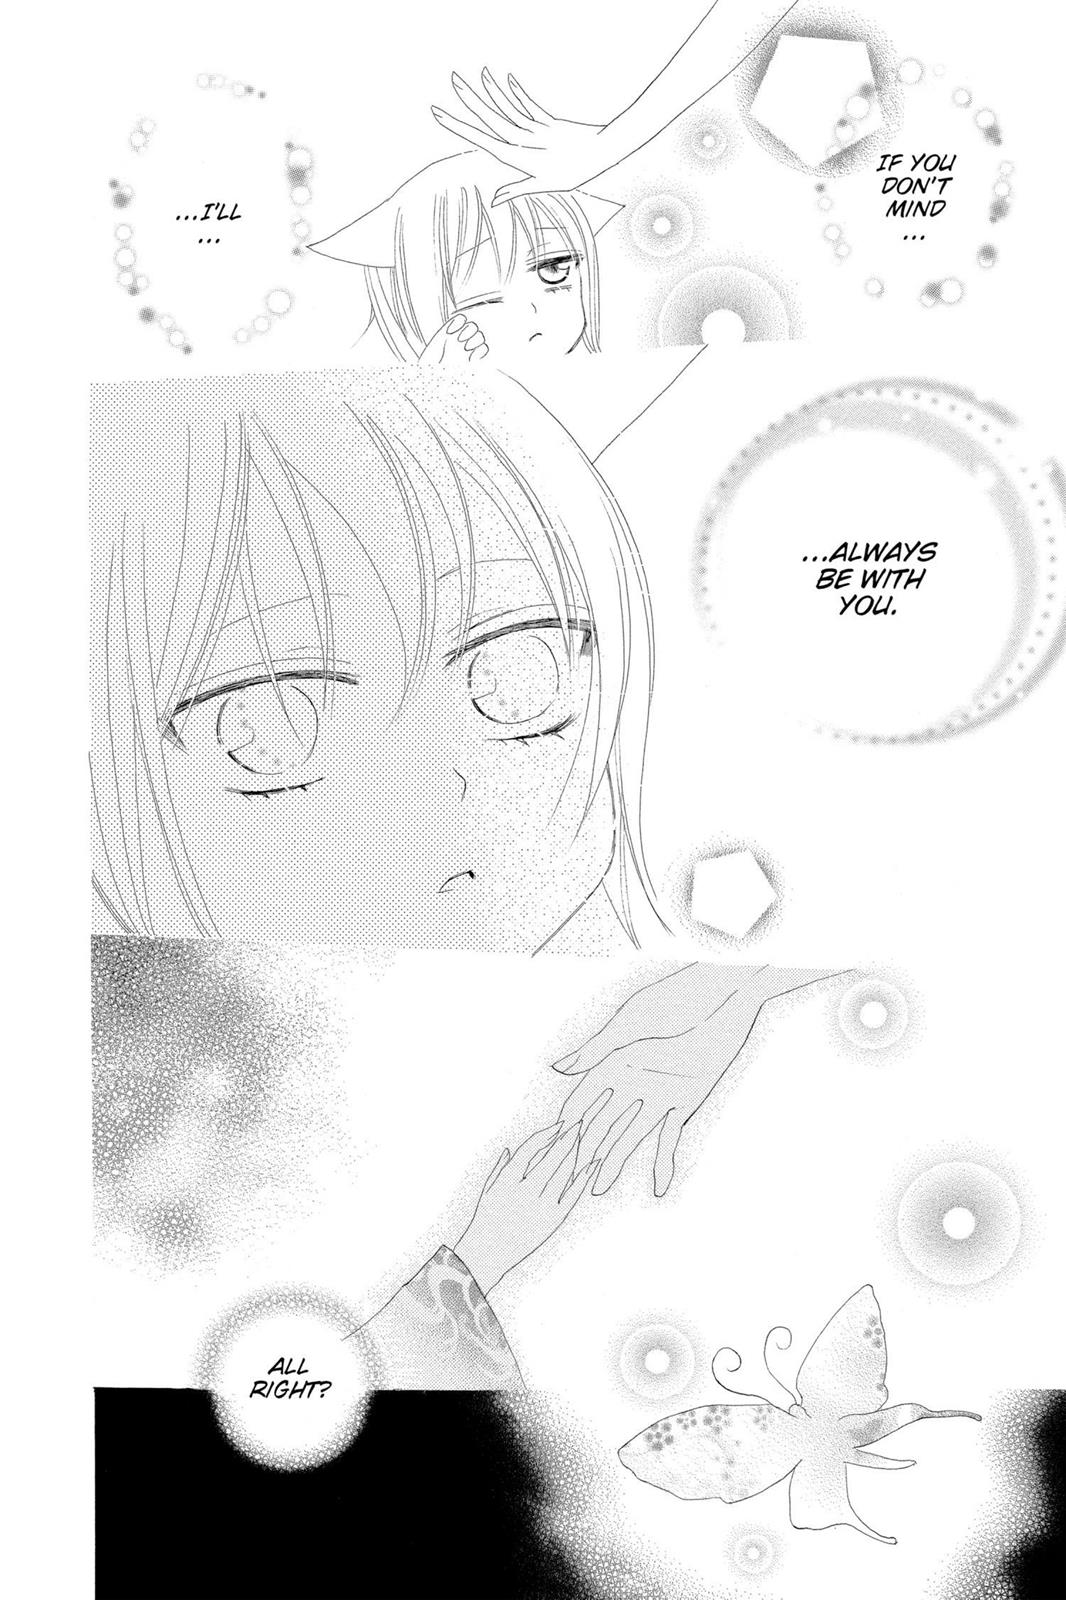 IF YOU
DON'T
MIND
...
...I'LL
...
...ALWAYS
BE WITH
YOU.
ALL
RIGHT?